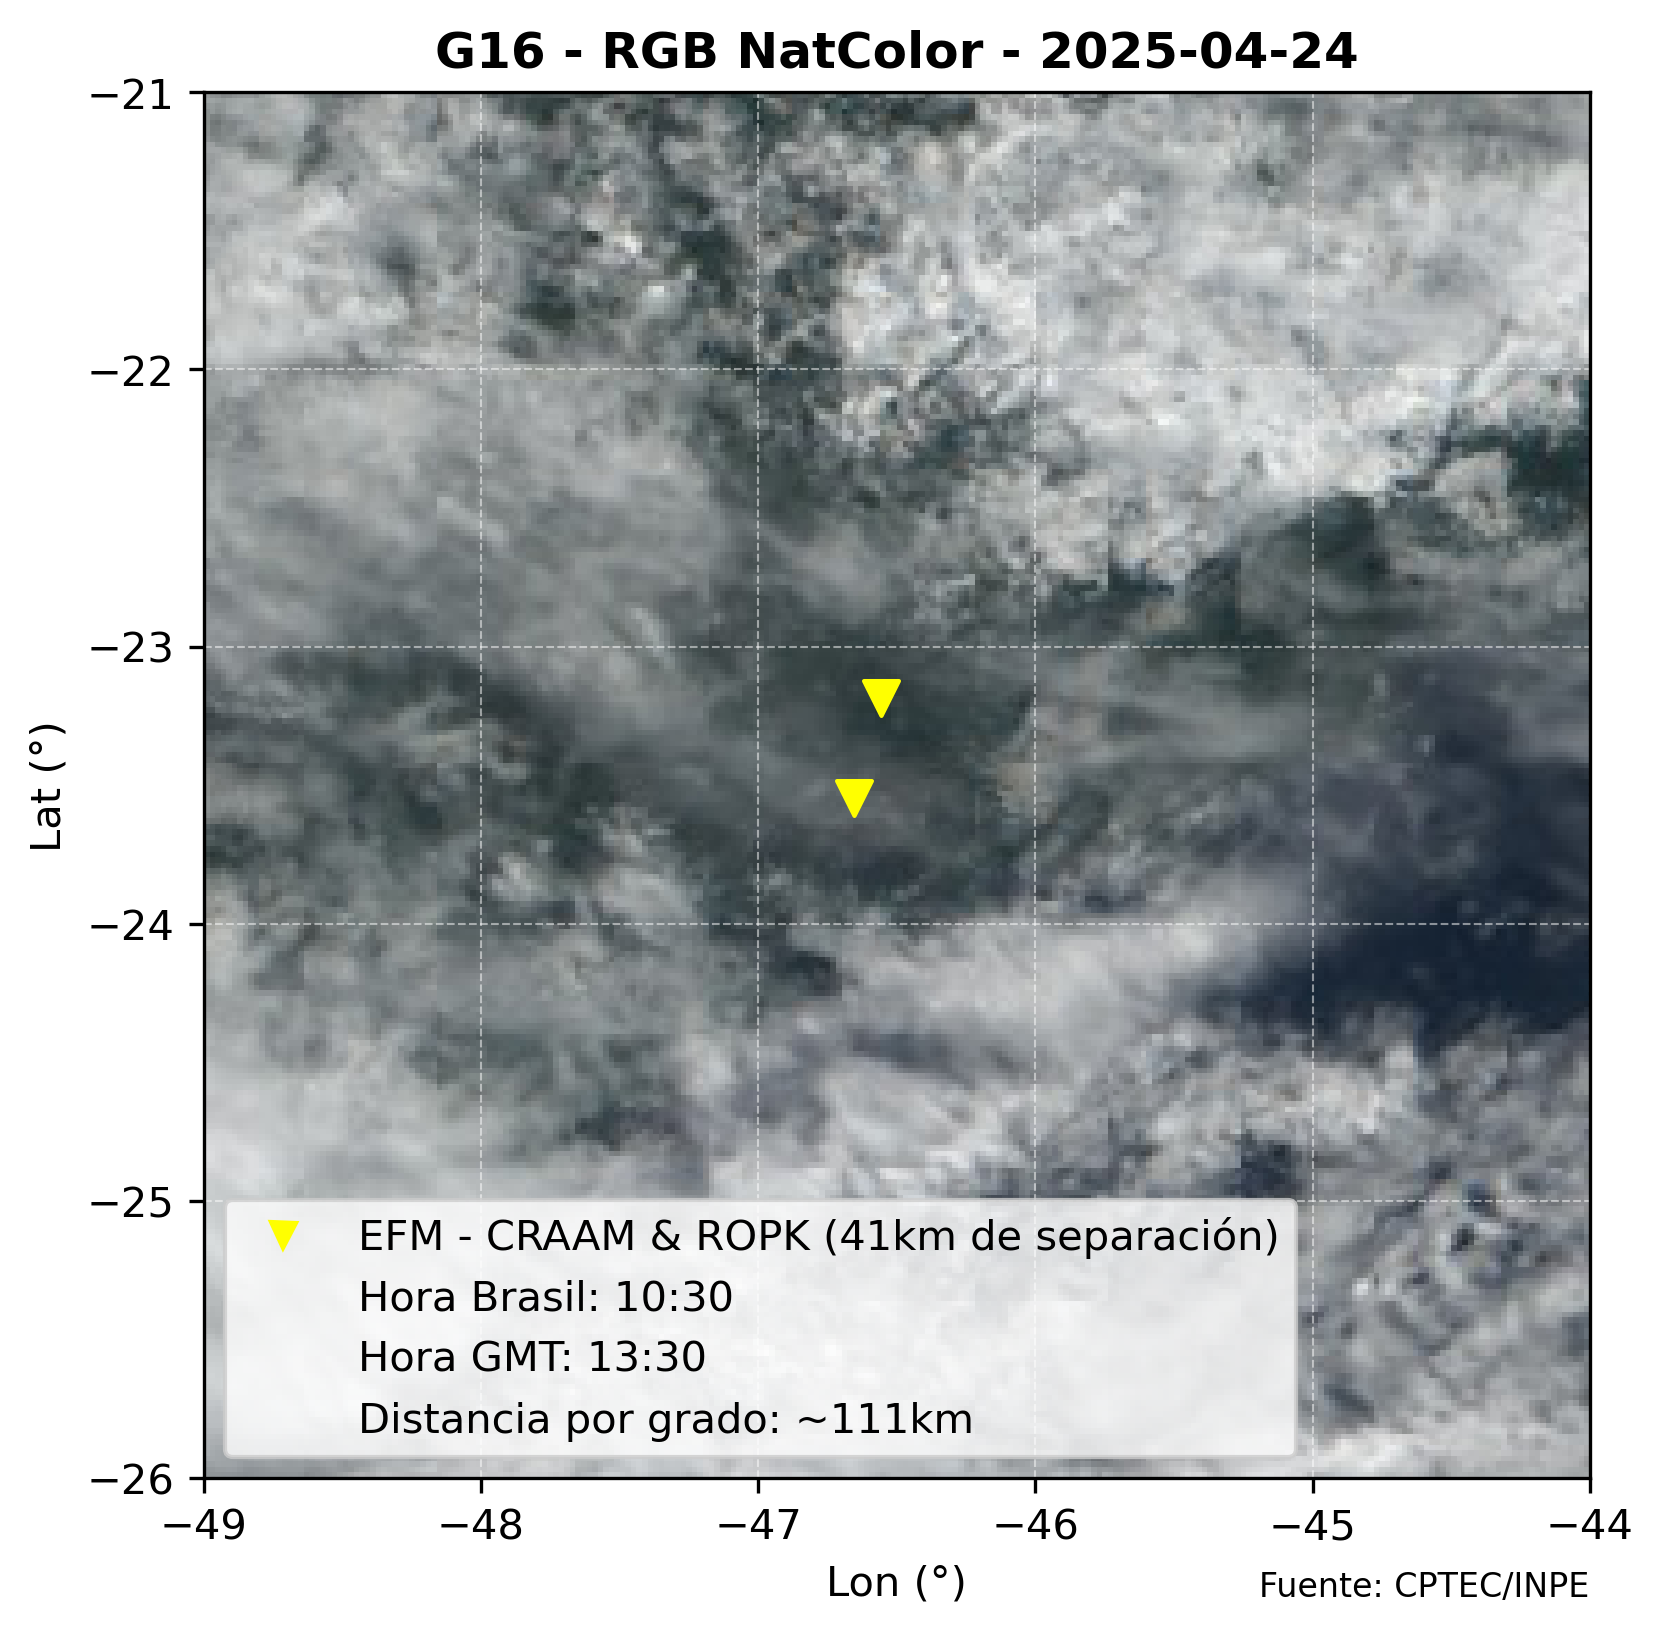 G16 - RGB NatColor - 2025-04-24
−21
−22
−23
−24
−25
−26
Lat (°)
EFM - CRAAM & ROPK (41km de separación)
Hora Brasil: 10:30
Hora GMT: 13:30
Distancia por grado: ~111km
−49 −48 −47 −46 −45 −44
Lon (°)
Fuente: CPTEC/INPE